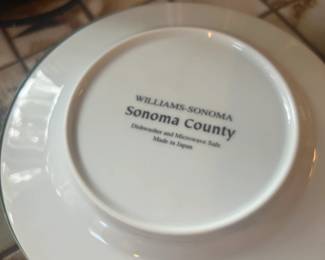 WILLIAMS-SONOMA
Sonoma County
Dishwasher and Microwave Safe
Made in Japan